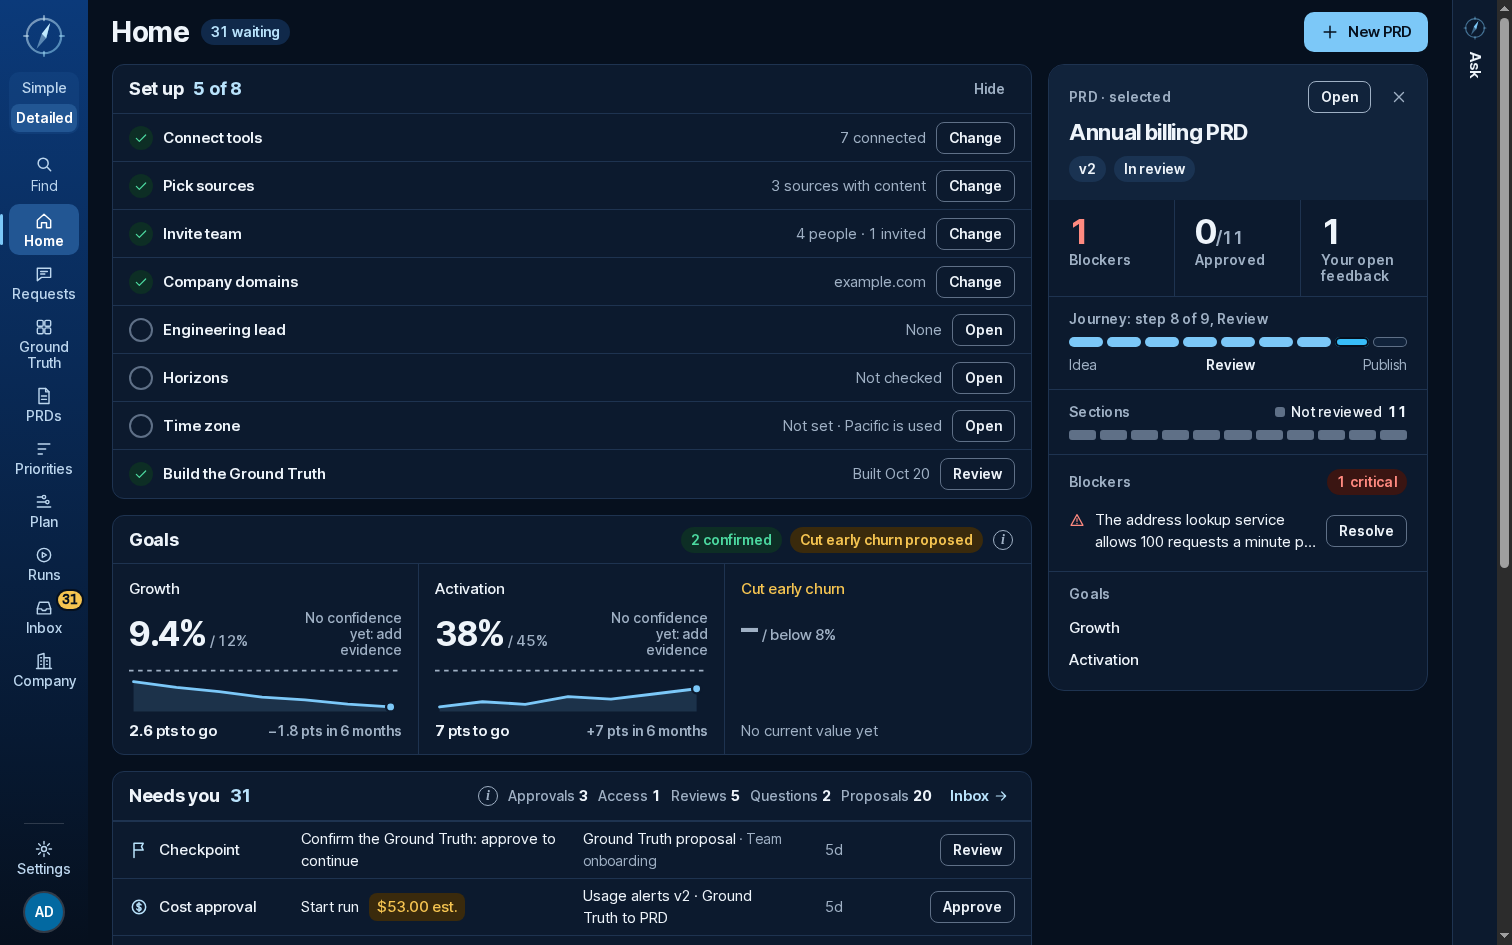 Simple
Detailed
Find
Home
Requests
Ground
Truth
PRDs
Priorities
Plan
Runs
31
Inbox
Company
Settings
AD
Home 31 waiting
New PRD
Set up 5 of 8 Hide
Connect tools 7 connected Change
Pick sources 3 sources with content Change
Invite team 4 people · 1 invited Change
Company domains example.com Change
Engineering lead None Open
Horizons Not checked Open
Time zone Not set · Pacific is used Open
Build the Ground Truth Built Oct 20 Review
Goals 2 confirmed Cut early churn proposed i
Growth
9.4% / 12%
No confidence
yet: add
evidence
2.6 pts to go −1.8 pts in 6 months
Activation
38% / 45%
No confidence
yet: add
evidence
7 pts to go +7 pts in 6 months
Cut early churn
– / below 8%
No current value yet
Needs you 31 i Approvals 3 Access 1 Reviews 5 Questions 2 Proposals 20 Inbox →
Checkpoint
Confirm the Ground Truth: approve to
continue
Ground Truth proposal · Team
onboarding
5d
Review
Cost approval
Start run $53.00 est.
Usage alerts v2 · Ground
Truth to PRD
5d
Approve
PRD · selected Open
Annual billing PRD
v2 In review
1
Blockers
0/11
Approved
1
Your open
feedback
Journey: step 8 of 9, Review
Idea Review Publish
Sections Not reviewed 11
Blockers 1 critical
The address lookup service
allows 100 requests a minute p...
Resolve
Goals
Growth
Activation
Ask